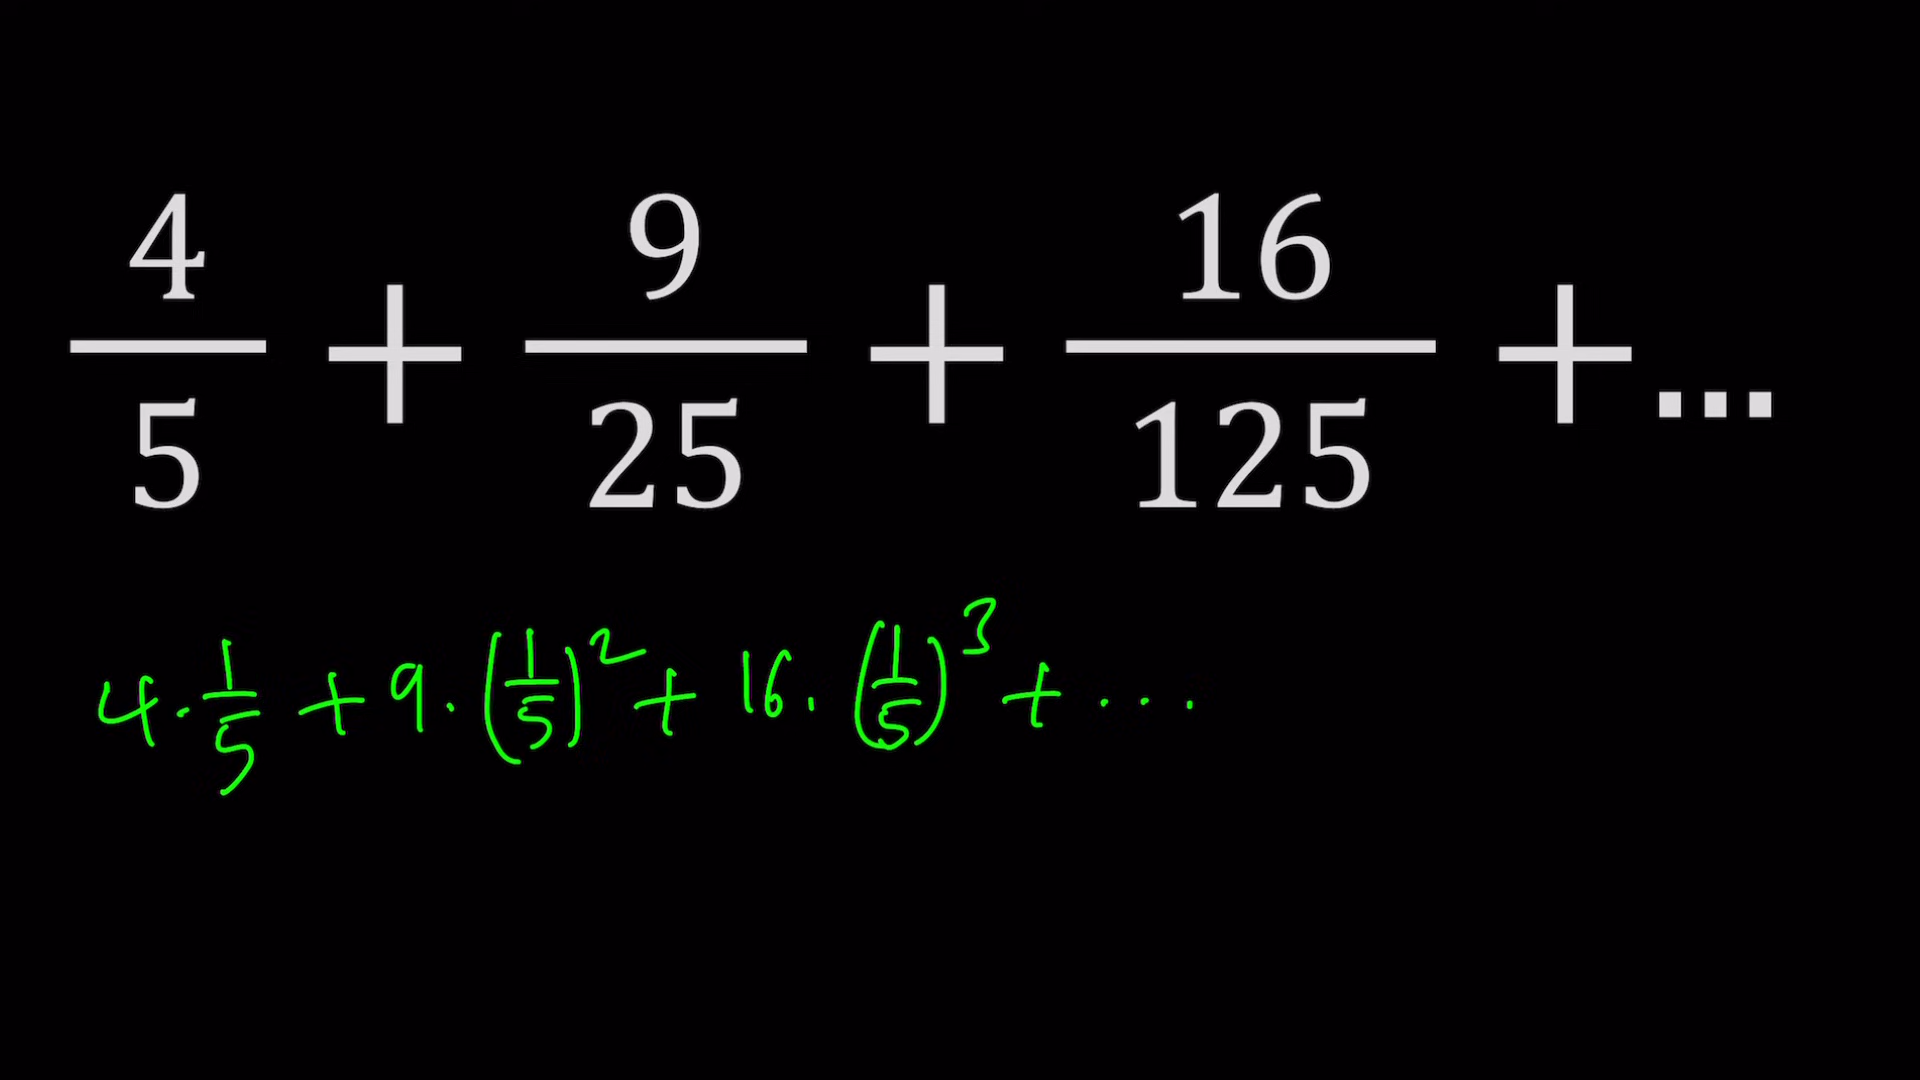 4/5 + 9/25 + 16/125 + ...
4 · 1/5 + 9 · (1/5)² + 16 · (1/5)³ + ...